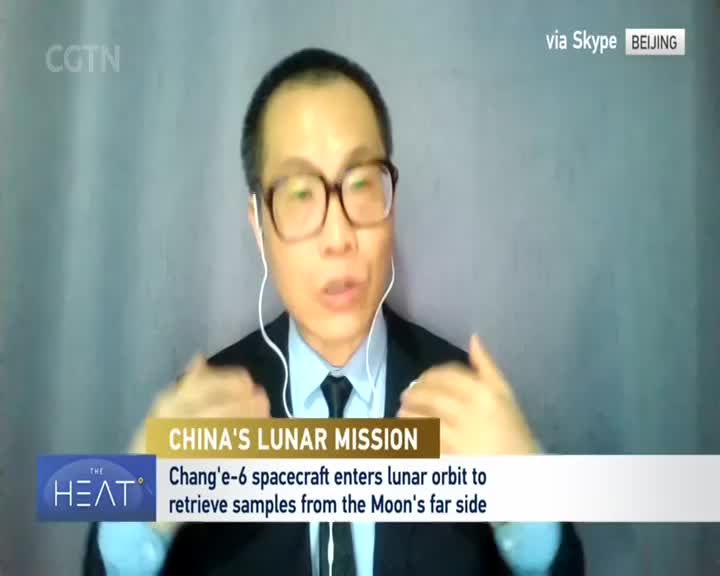 CGTN
via Skype BEIJING
CHINA'S LUNAR MISSION
THE
HEAT
Chang'e-6 spacecraft enters lunar orbit to
retrieve samples from the Moon's far side